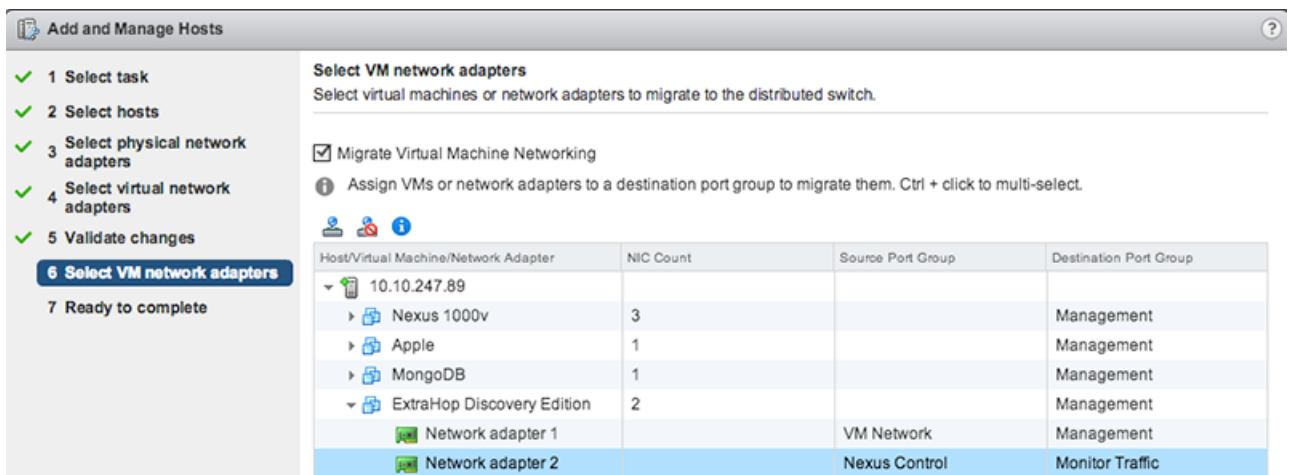 Add and Manage Hosts
?
1 Select task
2 Select hosts
3 Select physical network
adapters
4 Select virtual network
adapters
5 Validate changes
6 Select VM network adapters
7 Ready to complete
Select VM network adapters
Select virtual machines or network adapters to migrate to the distributed switch.
Migrate Virtual Machine Networking
Assign VMs or network adapters to a destination port group to migrate them. Ctrl + click to multi-select.
Host/Virtual Machine/Network Adapter NIC Count Source Port Group Destination Port Group
10.10.247.89
Nexus 1000v 3 Management
Apple 1 Management
MongoDB 1 Management
ExtraHop Discovery Edition 2 Management
Network adapter 1 VM Network Management
Network adapter 2 Nexus Control Monitor Traffic